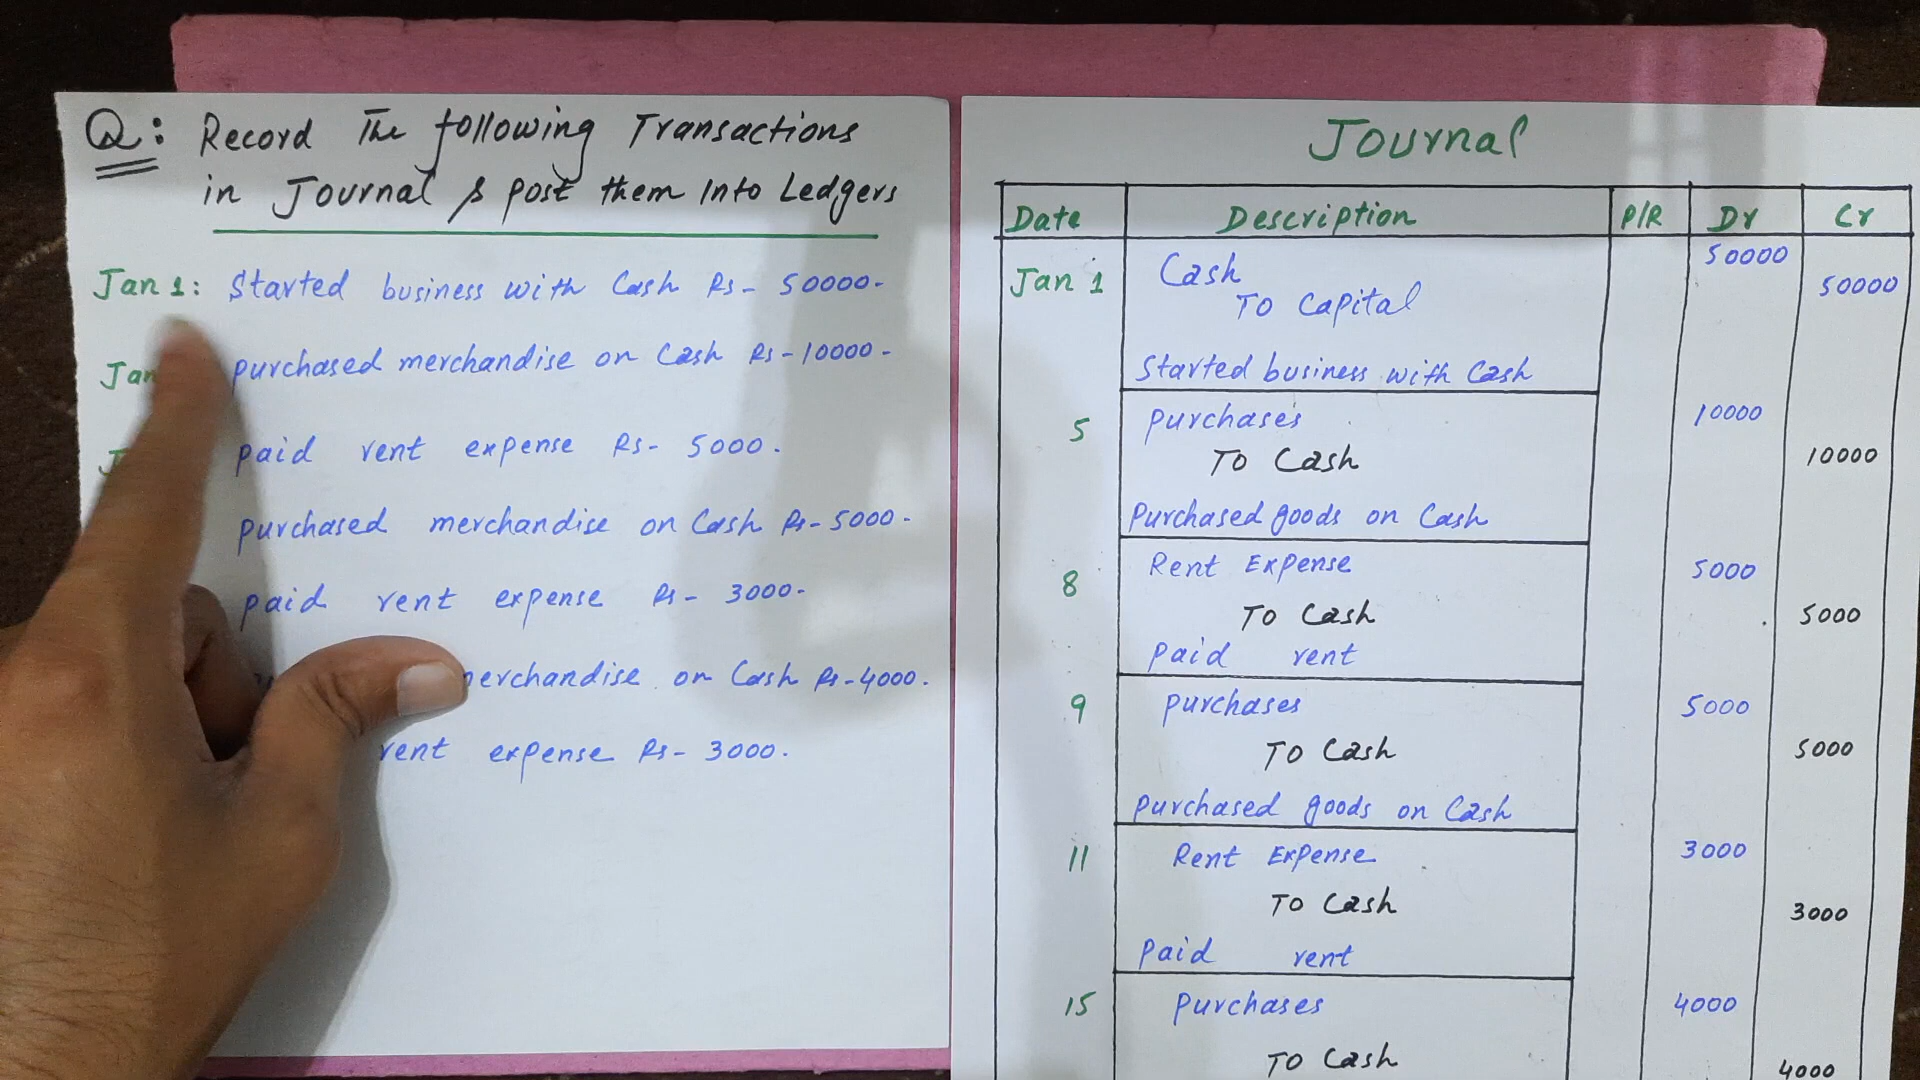 Q: Record The following Transactions
in Journal & post them Into Ledgers
Jan 1: Started business with Cash Rs- 50000-
Jan purchased merchandise on Cash Rs-10000-
J paid rent expense Rs- 5000.
purchased merchandise on Cash Rs-5000-
paid rent expense Rs- 3000-
merchandise on Cash Rs-4000.
rent expense Rs- 3000.
Journal
Date Description P/R Dr Cr
Jan 1 Cash 50000
To Capital 50000
Started business with Cash
5 purchases 10000
To Cash 10000
purchased goods on Cash
8 Rent Expense 5000
To Cash 5000
paid rent
9 purchases 5000
To Cash 5000
purchased goods on Cash
11 Rent Expense 3000
To Cash 3000
paid rent
15 purchases 4000
To Cash 4000